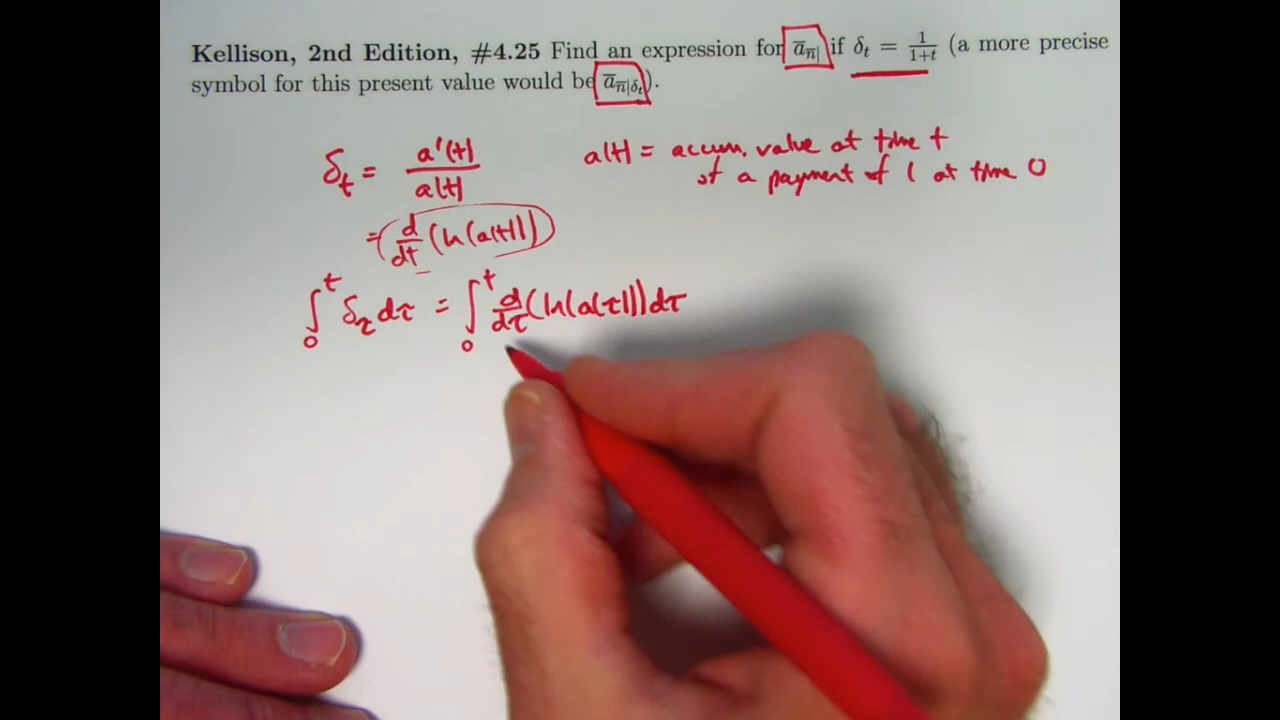 Kellison, 2nd Edition, #4.25 Find an expression for a̅_n̅| if δ_t = 1/(1+t) (a more precise
symbol for this present value would be a̅_n̅|δ_t).
δ_t = a'(t)/a(t)
a(t) = accum. value at time t
of a payment of 1 at time 0
= d/dt (ln(a(t)))
∫_0^t δ_τ dτ = ∫_0^t d/dτ (ln(a(τ))) dτ